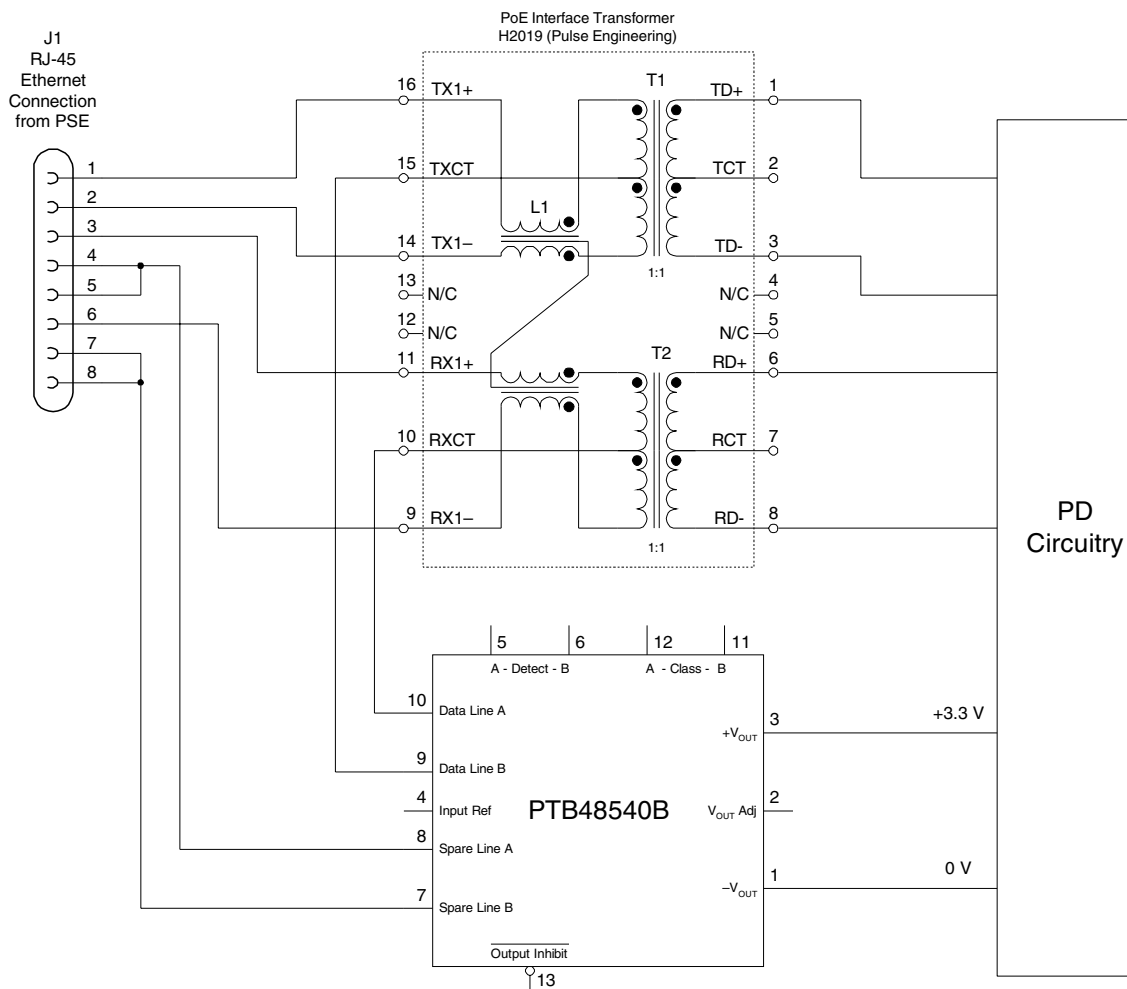 PoE Interface Transformer
H2019 (Pulse Engineering)
J1
RJ-45
Ethernet
Connection
from PSE
1
2
3
4
5
6
7
8
16 TX1+
15 TXCT
14 TX1–
13 N/C
12 N/C
11 RX1+
10 RXCT
9 RX1–
L1
T1
1:1
T2
1:1
TD+ 1
TCT 2
TD- 3
N/C 4
N/C 5
RD+ 6
RCT 7
RD- 8
PD
Circuitry
5 6 12 11
A - Detect - B A - Class - B
10 Data Line A
9 Data Line B
4 Input Ref
8 Spare Line A
7 Spare Line B
PTB48540B
+VOUT 3 +3.3 V
VOUT Adj 2
–VOUT 1 0 V
Output Inhibit
13